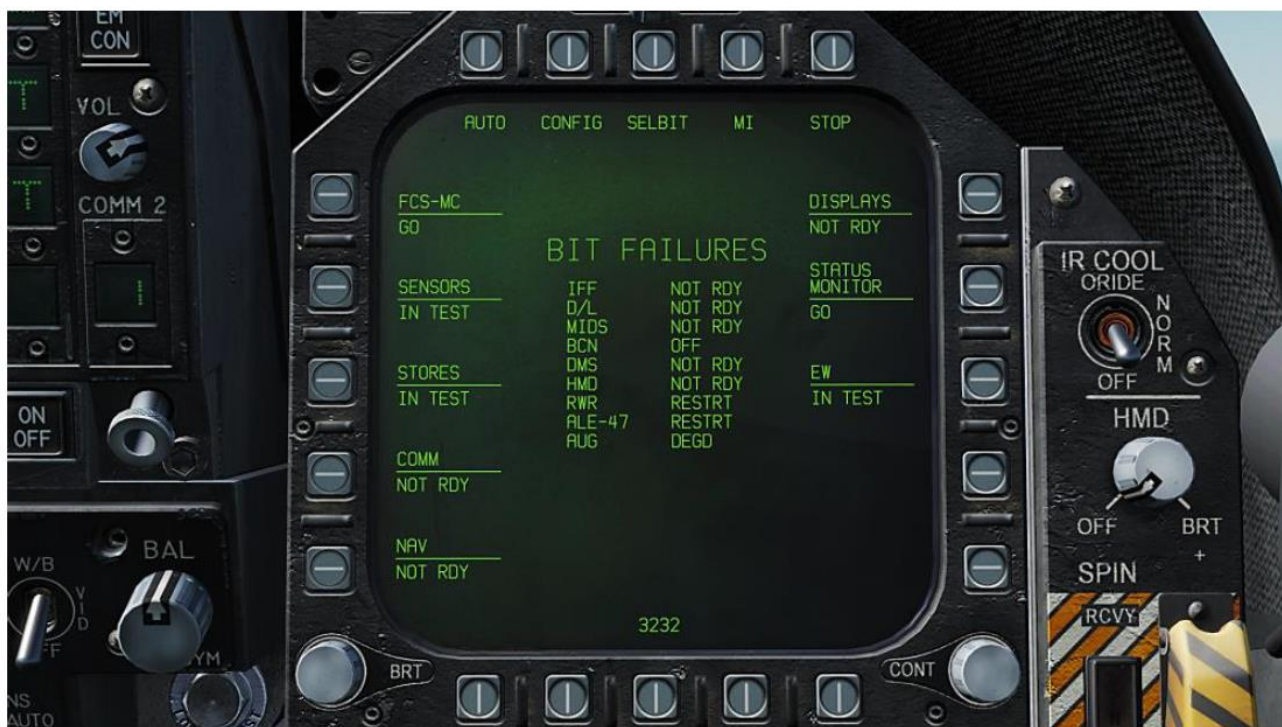 EM
CON
VOL
COMM 2
ON
OFF
W/B
BAL
AUTO CONFIG SELBIT MI STOP
FCS-MC
GO
SENSORS
IN TEST
STORES
IN TEST
COMM
NOT RDY
NAV
NOT RDY
BIT FAILURES
IFF NOT RDY
D/L NOT RDY
MIDS NOT RDY
BCN OFF
DMS NOT RDY
HMD NOT RDY
RWR RESTRT
ALE-47 RESTRT
AUG DEGD
DISPLAYS
NOT RDY
STATUS
MONITOR
GO
EW
IN TEST
3232
BRT
CONT
IR COOL
ORIDE
NORM
OFF
HMD
OFF BRT
+
SPIN
RCVY
AUTO